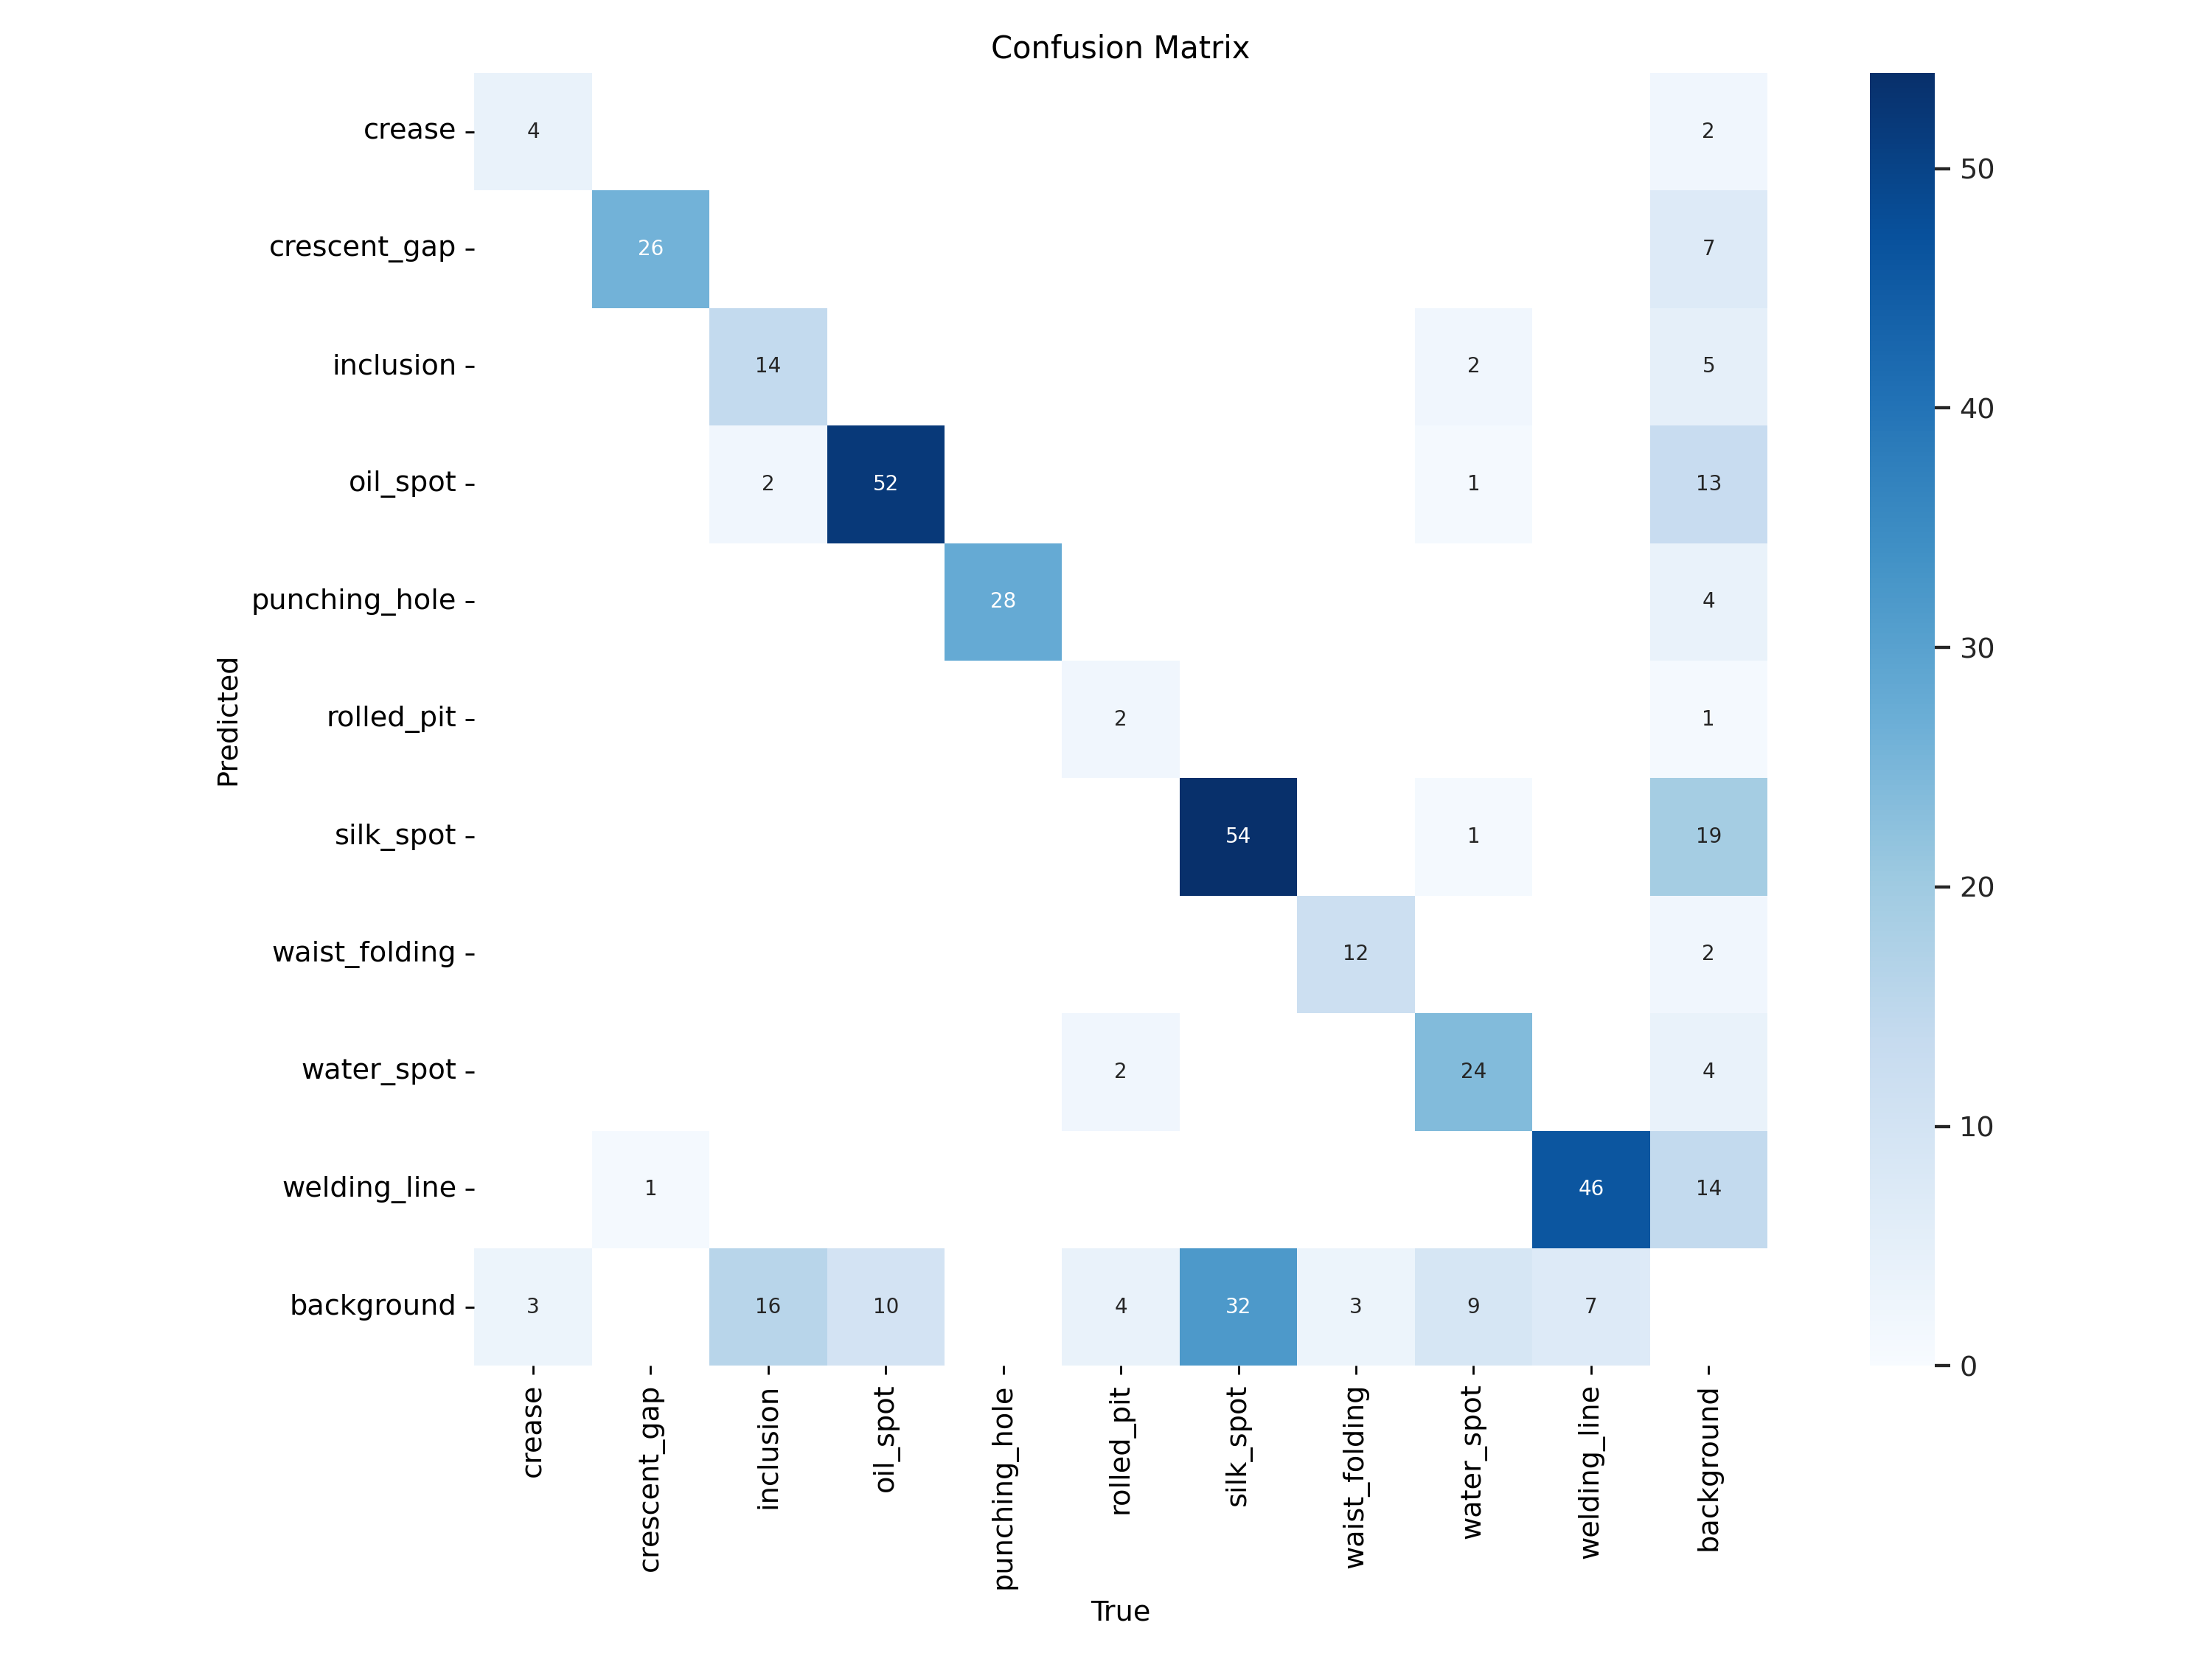 Confusion Matrix
crease 4 2
crescent_gap 26 7
inclusion 14 2 5
oil_spot 2 52 1 13
punching_hole 28 4
rolled_pit 2 1
silk_spot 54 1 19
waist_folding 12 2
water_spot 2 24 4
welding_line 1 46 14
background 3 16 10 4 32 3 9 7
Predicted
crease crescent_gap inclusion oil_spot punching_hole rolled_pit silk_spot waist_folding water_spot welding_line background
True
50
40
30
20
10
0